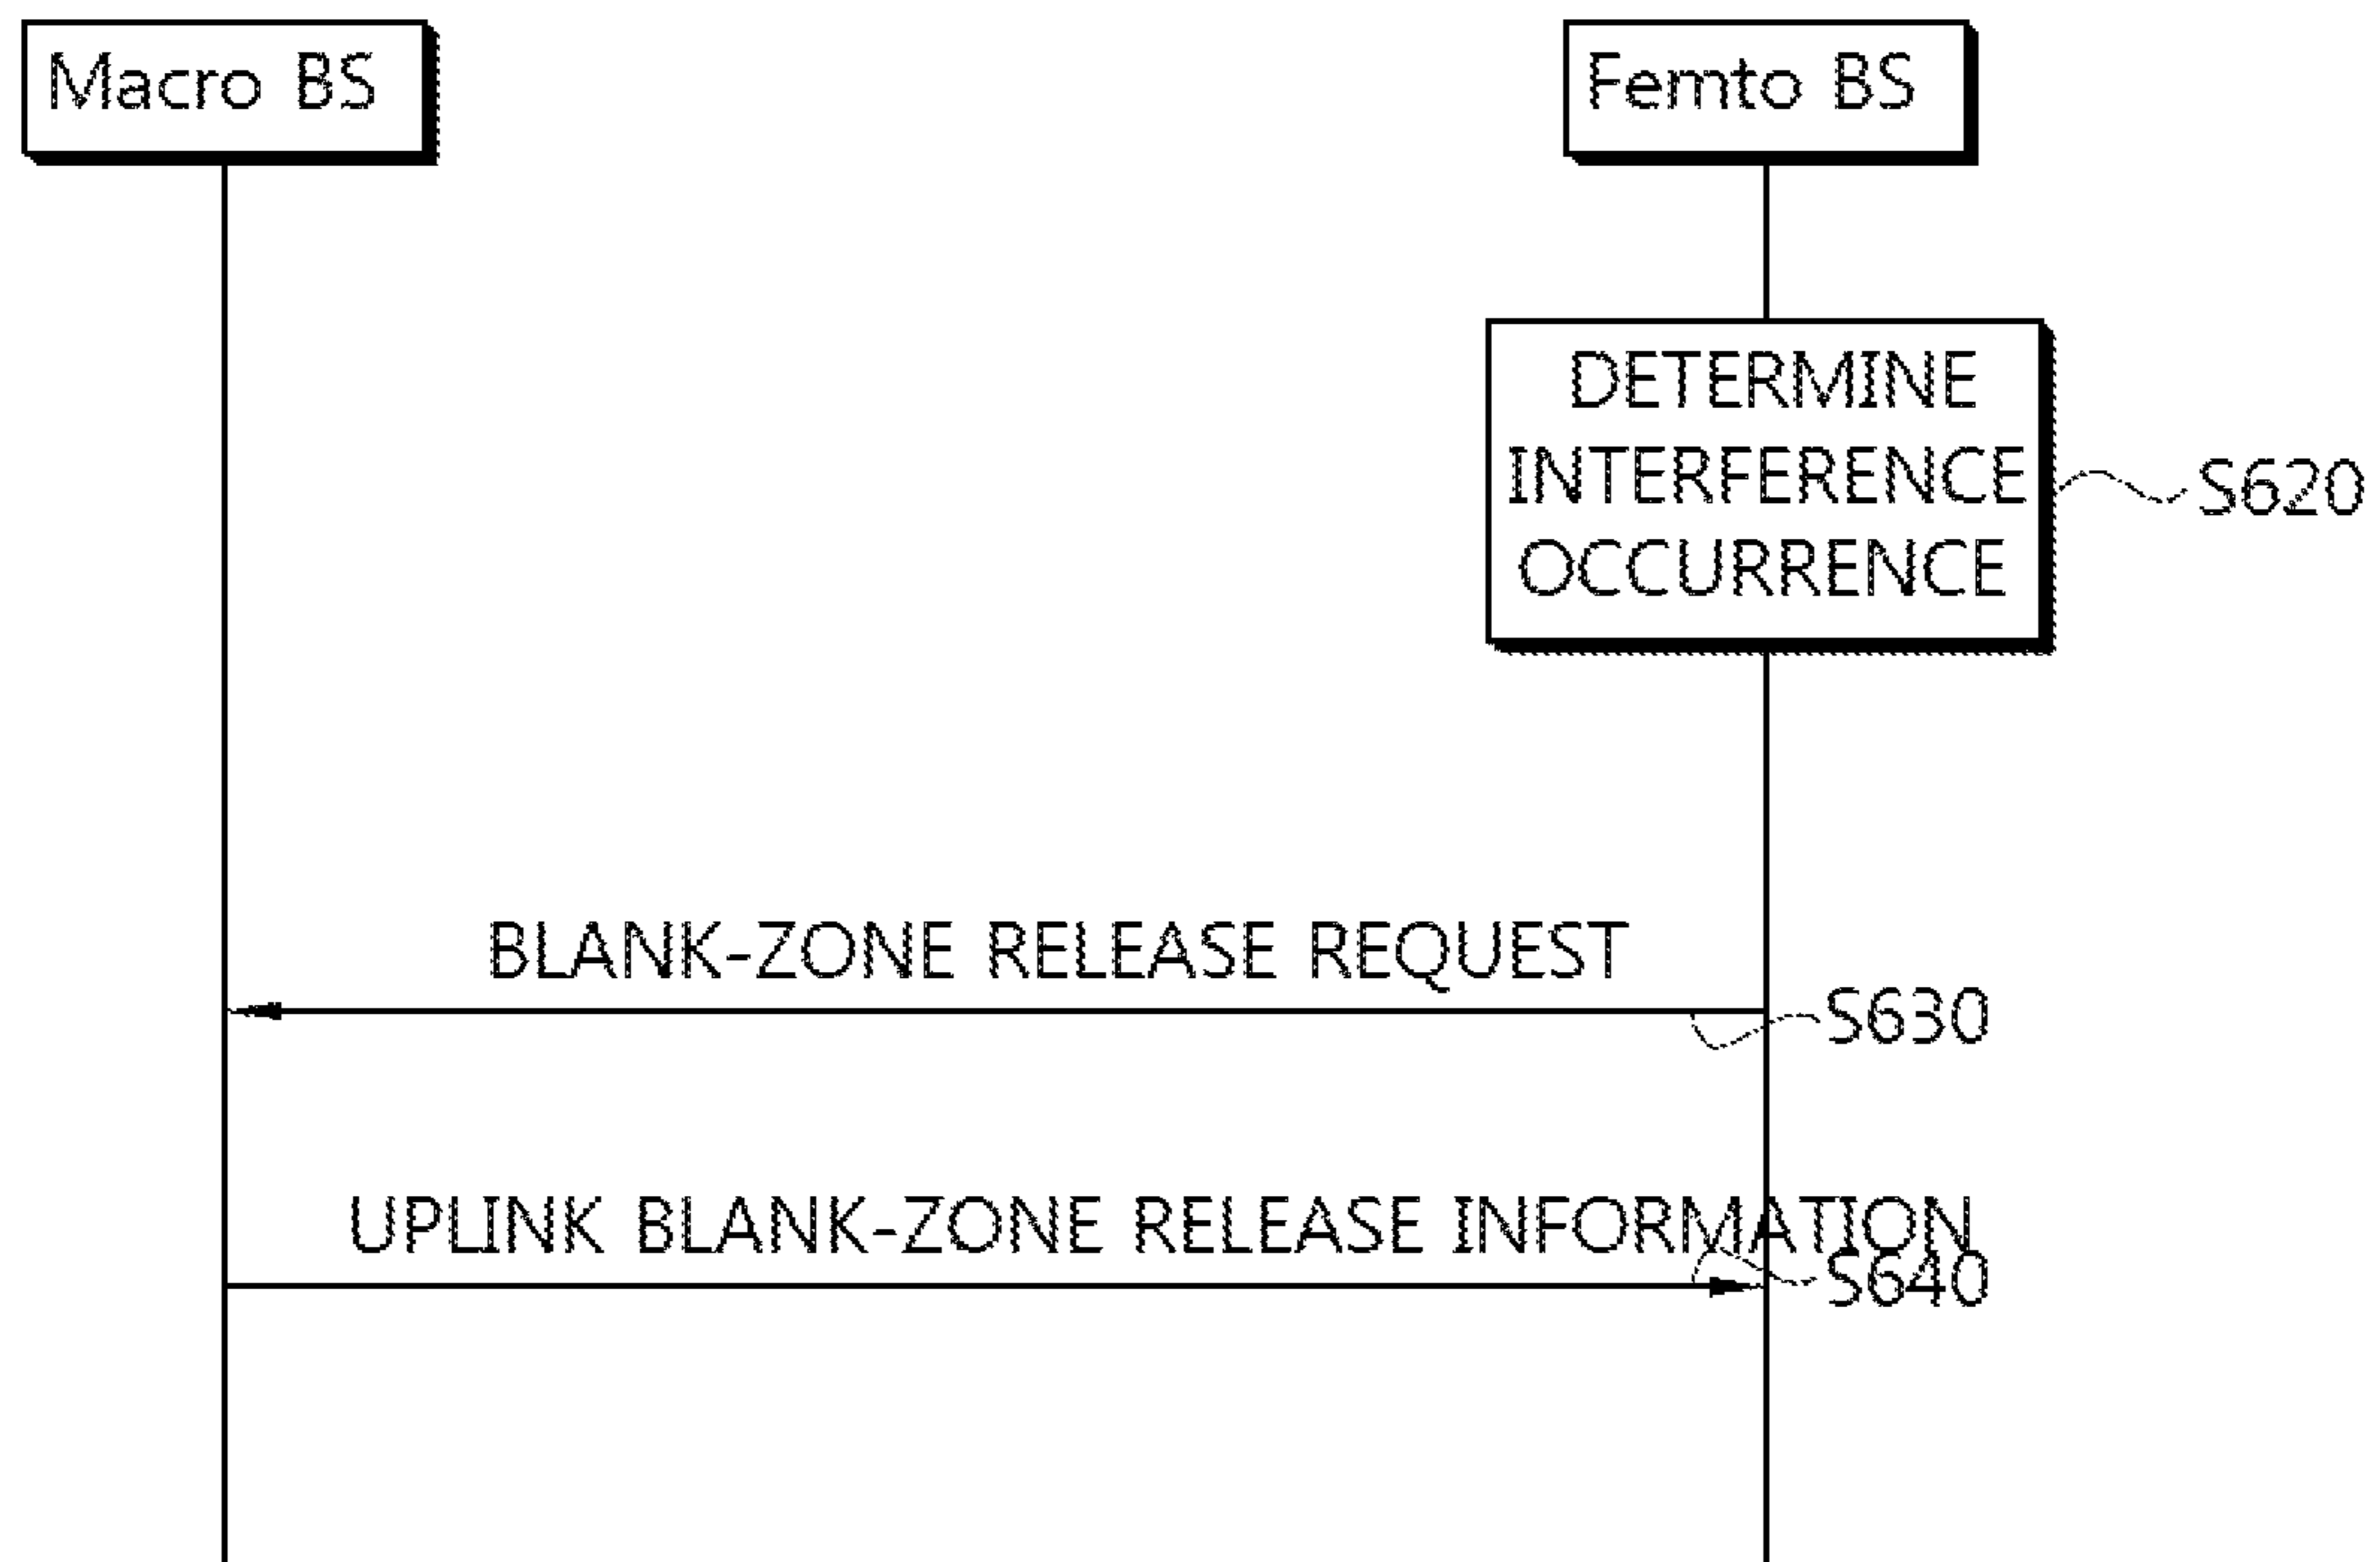 Macro BS
Femto BS
DETERMINE
INTERFERENCE
OCCURRENCE
S620
BLANK-ZONE RELEASE REQUEST
S630
UPLINK BLANK-ZONE RELEASE INFORMATION
S640